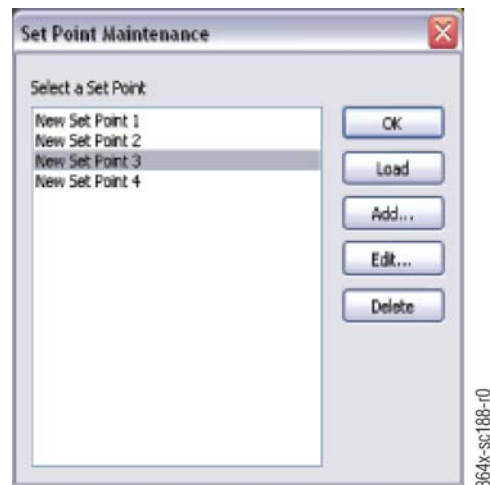 Set Point Maintenance
Select a Set Point
New Set Point 1
New Set Point 2
New Set Point 3
New Set Point 4
OK
Load
Add...
Edit...
Delete
864x-sc188-r0